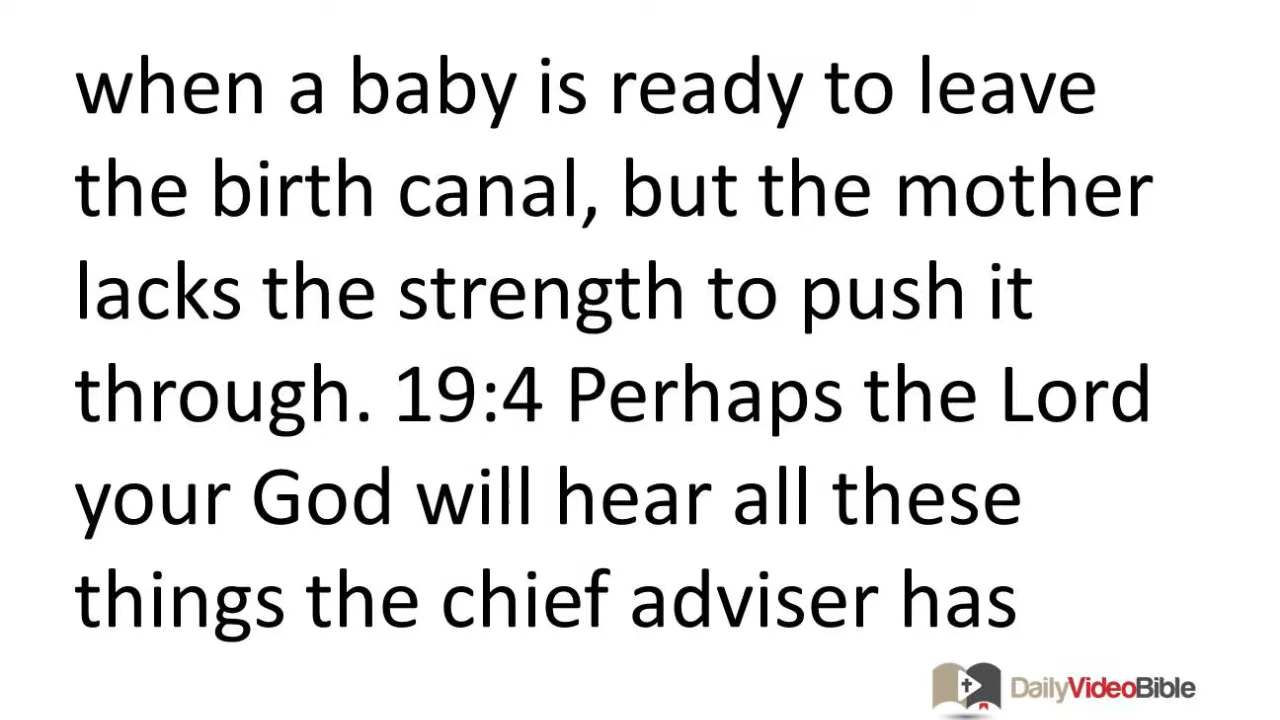 when a baby is ready to leave
the birth canal, but the mother
lacks the strength to push it
through. 19:4 Perhaps the Lord
your God will hear all these
things the chief adviser has
DailyVideoBible